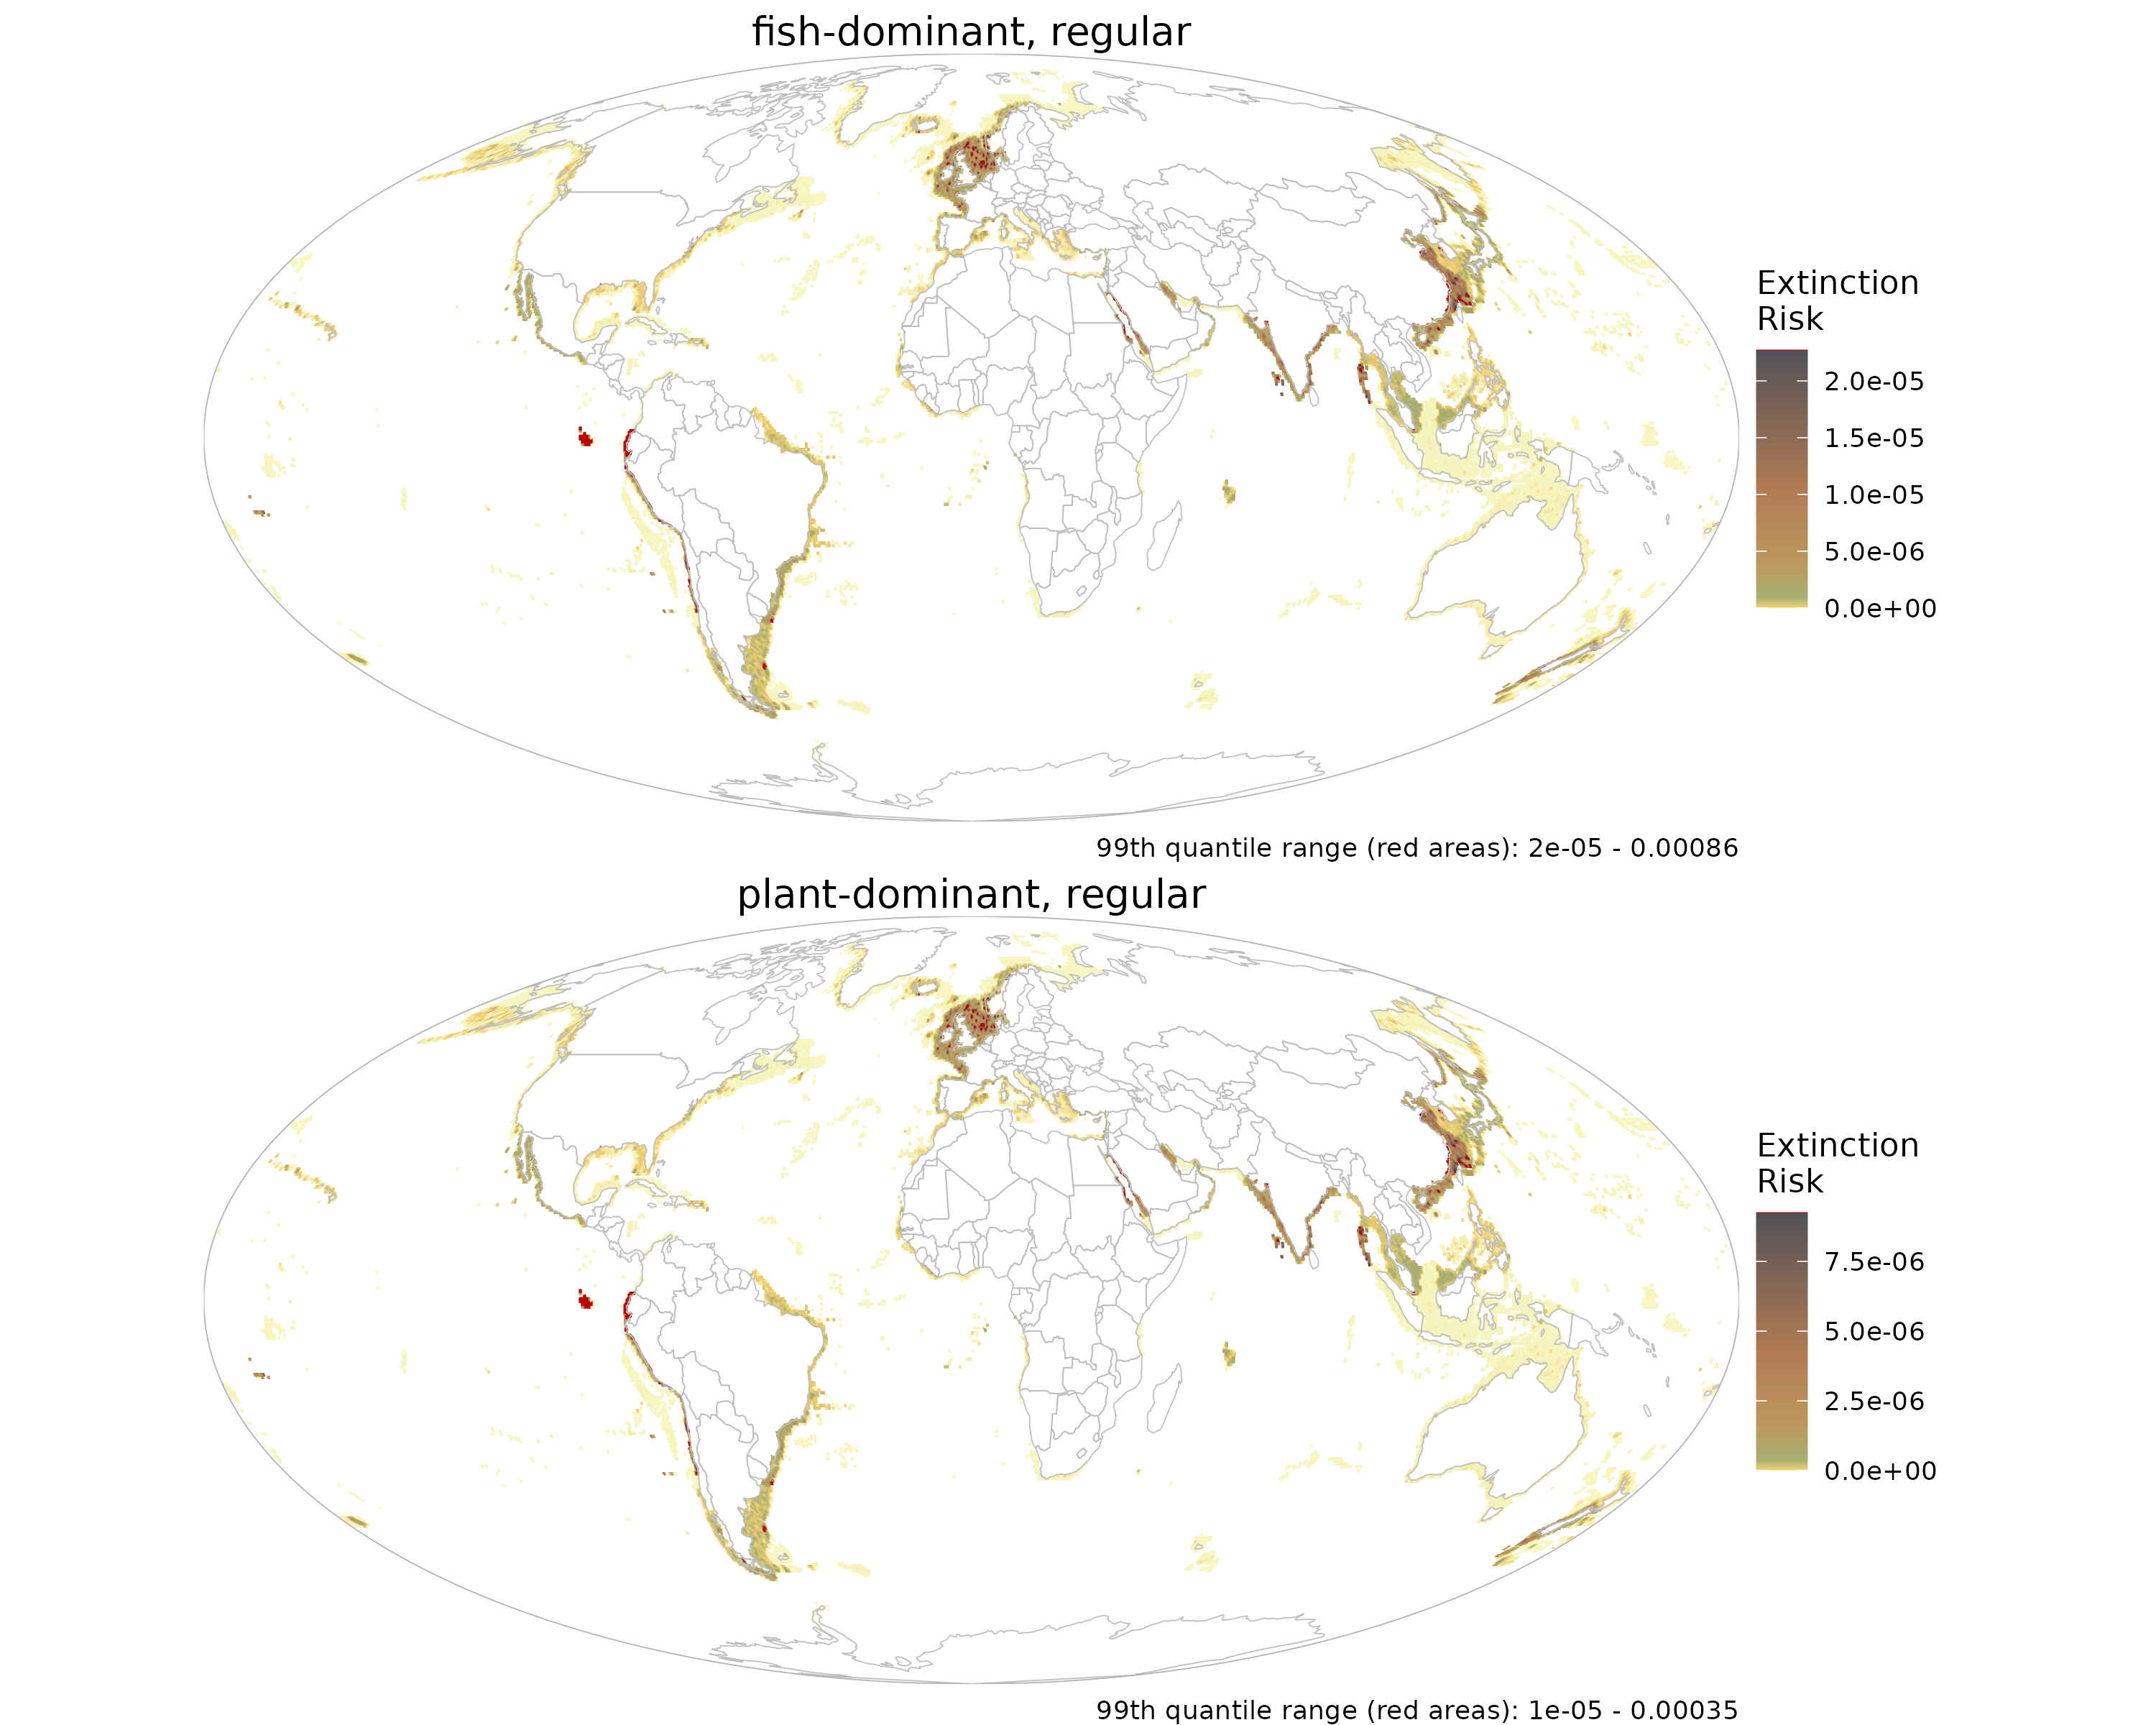 fish-dominant, regular
Extinction
Risk
2.0e-05
1.5e-05
1.0e-05
5.0e-06
0.0e+00
99th quantile range (red areas): 2e-05 - 0.00086
plant-dominant, regular
Extinction
Risk
7.5e-06
5.0e-06
2.5e-06
0.0e+00
99th quantile range (red areas): 1e-05 - 0.00035